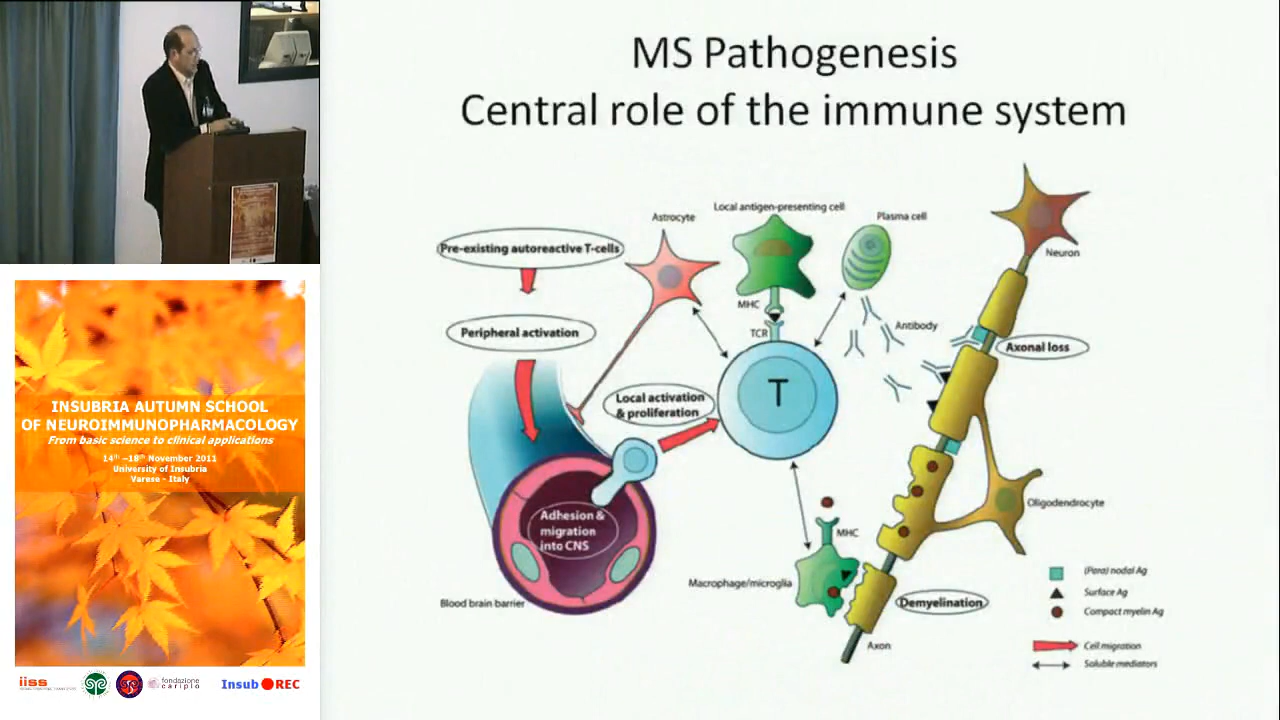 MS Pathogenesis
Central role of the immune system
Astrocyte
Local antigen-presenting cell
Plasma cell
Pre-existing autoreactive T-cells
Neuron
MHC
TCR
Antibody
Peripheral activation
Axonal loss
Local activation
& proliferation
T
Adhesion &
migration
into CNS
Oligodendrocyte
MHC
Macrophage/microglia
Blood brain barrier
Demyelination
Axon
(Para) nodal Ag
Surface Ag
Compact myelin Ag
Cell migration
Soluble mediators
INSUBRIA AUTUMN SCHOOL
OF NEUROIMMUNOPHARMACOLOGY
From basic science to clinical applications
14th –18th November 2011
University of Insubria
Varese - Italy
iiss
fondazione
cariplo
Insub REC